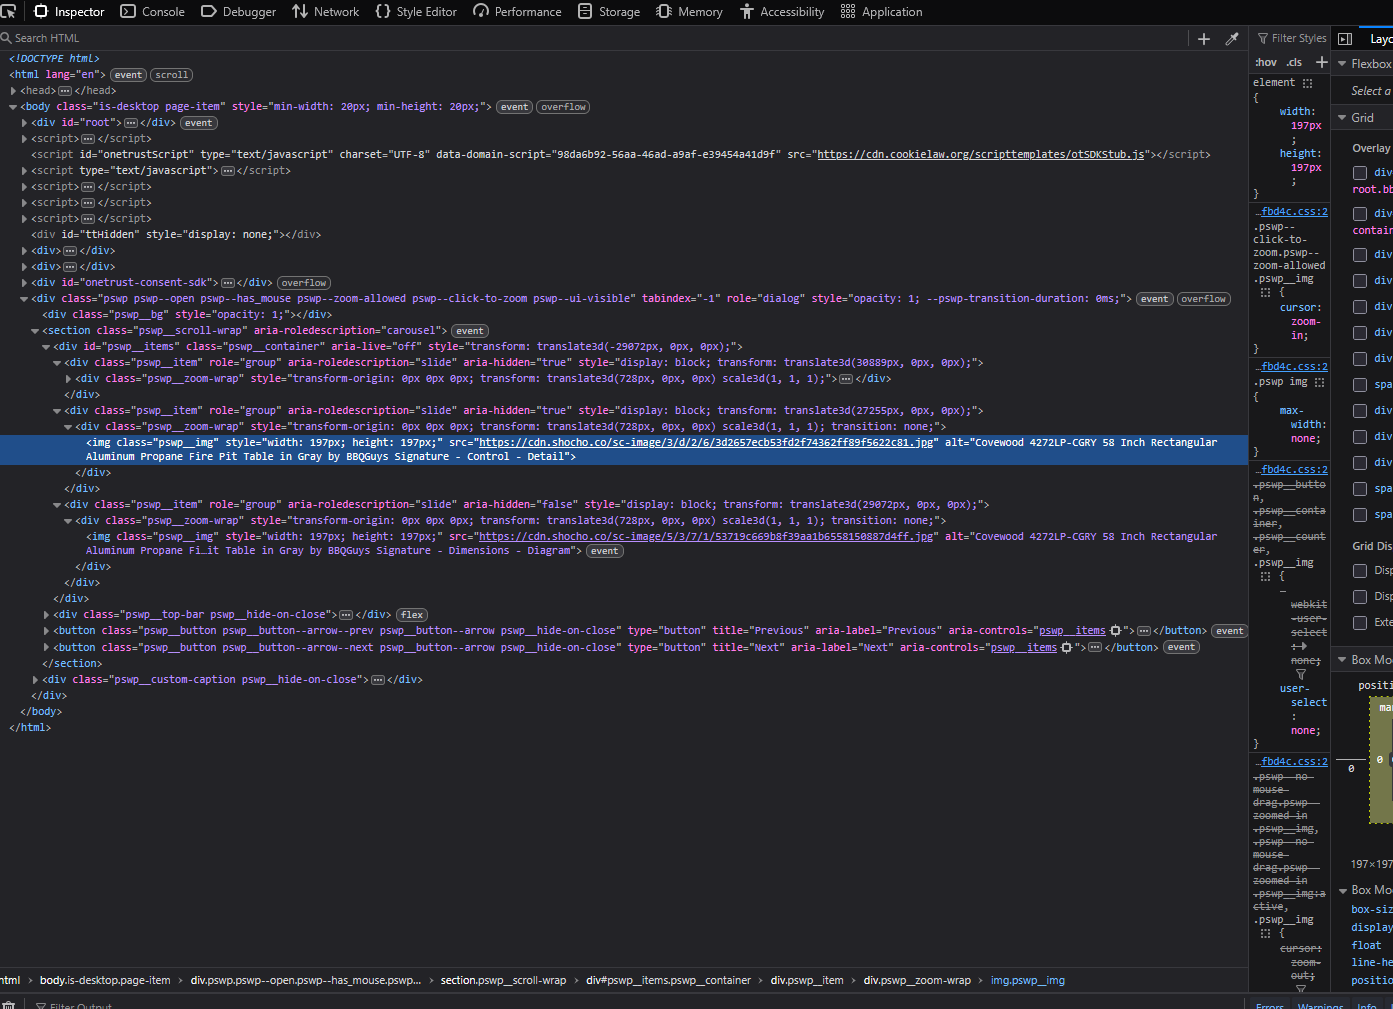 Inspector Console Debugger Network Style Editor Performance Storage Memory Accessibility Application
Search HTML
<!DOCTYPE html>
<html lang="en"> event scroll
<head> </head>
<body class="is-desktop page-item" style="min-width: 20px; min-height: 20px;"> event overflow
<div id="root"> </div> event
<script> </script>
<script id="onetrustScript" type="text/javascript" charset="UTF-8" data-domain-script="98da6b92-56aa-46ad-a9af-e39454a41d9f" src="https://cdn.cookielaw.org/scripttemplates/otSDKStub.js"></script>
<script type="text/javascript"> </script>
<script> </script>
<script> </script>
<script> </script>
<div id="ttHidden" style="display: none;"></div>
<div> </div>
<div> </div>
<div id="onetrust-consent-sdk"> </div> overflow
<div class="pswp pswp--open pswp--has_mouse pswp--zoom-allowed pswp--click-to-zoom pswp--ui-visible" tabindex="-1" role="dialog" style="opacity: 1; --pswp-transition-duration: 0ms;"> event overflow
<div class="pswp__bg" style="opacity: 1;"></div>
<section class="pswp__scroll-wrap" aria-roledescription="carousel"> event
<div id="pswp__items" class="pswp__container" aria-live="off" style="transform: translate3d(-29072px, 0px, 0px);">
<div class="pswp__item" role="group" aria-roledescription="slide" aria-hidden="true" style="display: block; transform: translate3d(30889px, 0px, 0px);">
<div class="pswp__zoom-wrap" style="transform-origin: 0px 0px 0px; transform: translate3d(728px, 0px, 0px) scale3d(1, 1, 1);"> </div>
</div>
<div class="pswp__item" role="group" aria-roledescription="slide" aria-hidden="true" style="display: block; transform: translate3d(27255px, 0px, 0px);">
<div class="pswp__zoom-wrap" style="transform-origin: 0px 0px 0px; transform: translate3d(728px, 0px, 0px) scale3d(1, 1, 1); transition: none;">
<img class="pswp__img" style="width: 197px; height: 197px;" src="https://cdn.shocho.co/sc-image/3/d/2/6/3d2657ecb53fd2f74362ff89f5622c81.jpg" alt="Covewood 4272LP-CGRY 58 Inch Rectangular
Aluminum Propane Fire Pit Table in Gray by BBQGuys Signature - Control - Detail">
</div>
</div>
<div class="pswp__item" role="group" aria-roledescription="slide" aria-hidden="false" style="display: block; transform: translate3d(29072px, 0px, 0px);">
<div class="pswp__zoom-wrap" style="transform-origin: 0px 0px 0px; transform: translate3d(728px, 0px, 0px) scale3d(1, 1, 1); transition: none;">
<img class="pswp__img" style="width: 197px; height: 197px;" src="https://cdn.shocho.co/sc-image/5/3/7/1/53719c669b8f39aa1b6558150887d4ff.jpg" alt="Covewood 4272LP-CGRY 58 Inch Rectangular
Aluminum Propane Fi…it Table in Gray by BBQGuys Signature - Dimensions - Diagram"> event
</div>
</div>
</div>
<div class="pswp__top-bar pswp__hide-on-close"> </div> flex
<button class="pswp__button pswp__button--arrow--prev pswp__button--arrow pswp__hide-on-close" type="button" title="Previous" aria-label="Previous" aria-controls="pswp__items"> </button> event
<button class="pswp__button pswp__button--arrow--next pswp__button--arrow pswp__hide-on-close" type="button" title="Next" aria-label="Next" aria-controls="pswp__items"> </button> event
</section>
<div class="pswp__custom-caption pswp__hide-on-close"> </div>
</div>
</body>
</html>
html › body.is-desktop.page-item › div.pswp.pswp--open.pswp--has_mouse.pswp… › section.pswp__scroll-wrap › div#pswp__items.pswp__container › div.pswp__item › div.pswp__zoom-wrap › img.pswp__img
Filter Output
Filter Styles
:hov .cls +
element
{
width:
197px
;
height:
197px
;
}
…fbd4c.css:2
.pswp--
click-to-
zoom.pswp--
zoom-allowed
.pswp__img
{
cursor:
zoom-
in;
}
…fbd4c.css:2
.pswp img
{
max-
width:
none;
}
…fbd4c.css:2
.pswp__butto
n,
.pswp__conta
iner,
.pswp__count
er,
.pswp__img
{
-
webkit
-user-
select
:
none;
user-
select
:
none;
}
…fbd4c.css:2
.pswp--no-
mouse-
drag.pswp--
zoomed-in
.pswp__img,
.pswp--no-
mouse-
drag.pswp--
zoomed-in
.pswp__img:a
ctive,
.pswp__img
{
cursor:
zoom-
out;
Errors Warnings Info
Layo
Flexbox
Select a
Grid
Overlay
div
root.bb
div
contain
div
div
div
div
div
spa
div
div
div
spa
spa
Grid Dis
Disp
Disp
Exte
Box Mo
positi
mar
0 0
197×197
Box Mo
box-siz
display
float
line-he
positio